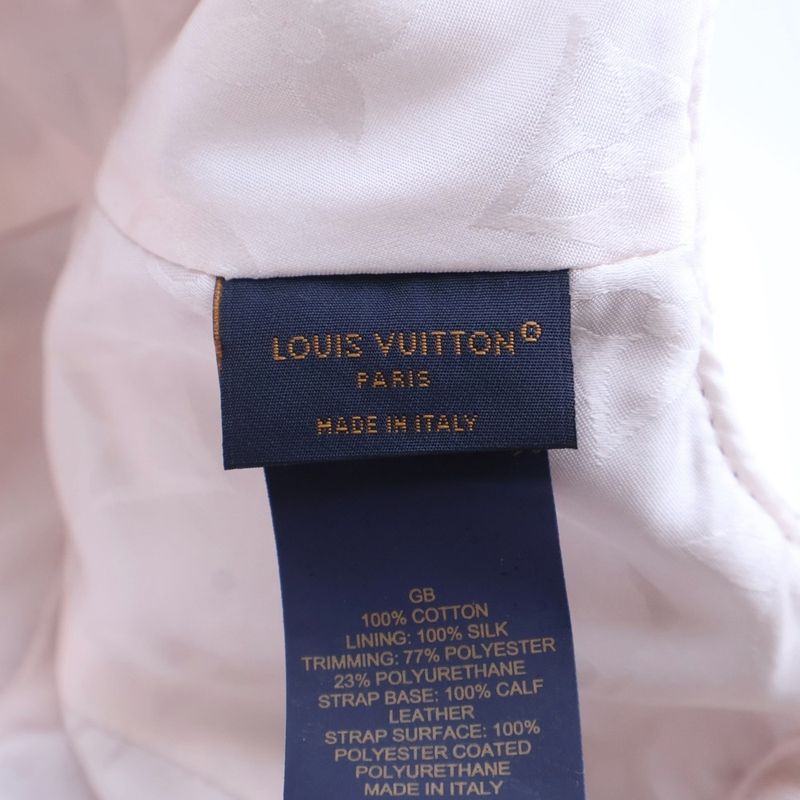 LOUIS VUITTON®
PARIS
MADE IN ITALY
GB
100% COTTON
LINING: 100% SILK
TRIMMING: 77% POLYESTER
23% POLYURETHANE
STRAP BASE: 100% CALF
LEATHER
STRAP SURFACE: 100%
POLYESTER COATED
POLYURETHANE
MADE IN ITALY